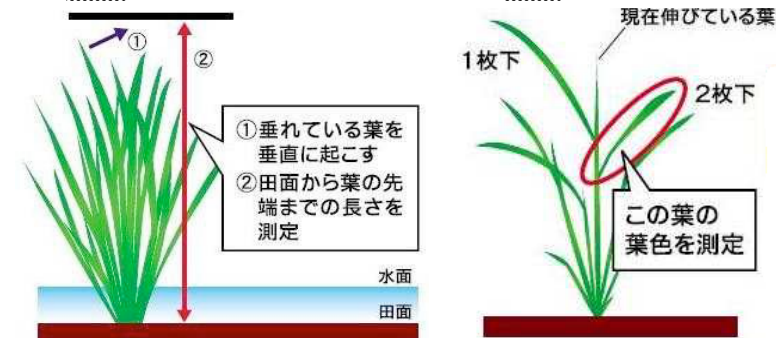 ①
②
①垂れている葉を
垂直に起こす
②田面から葉の先
端までの長さを
測定
水面
田面
現在伸びている葉
1枚下
2枚下
この葉の
葉色を測定